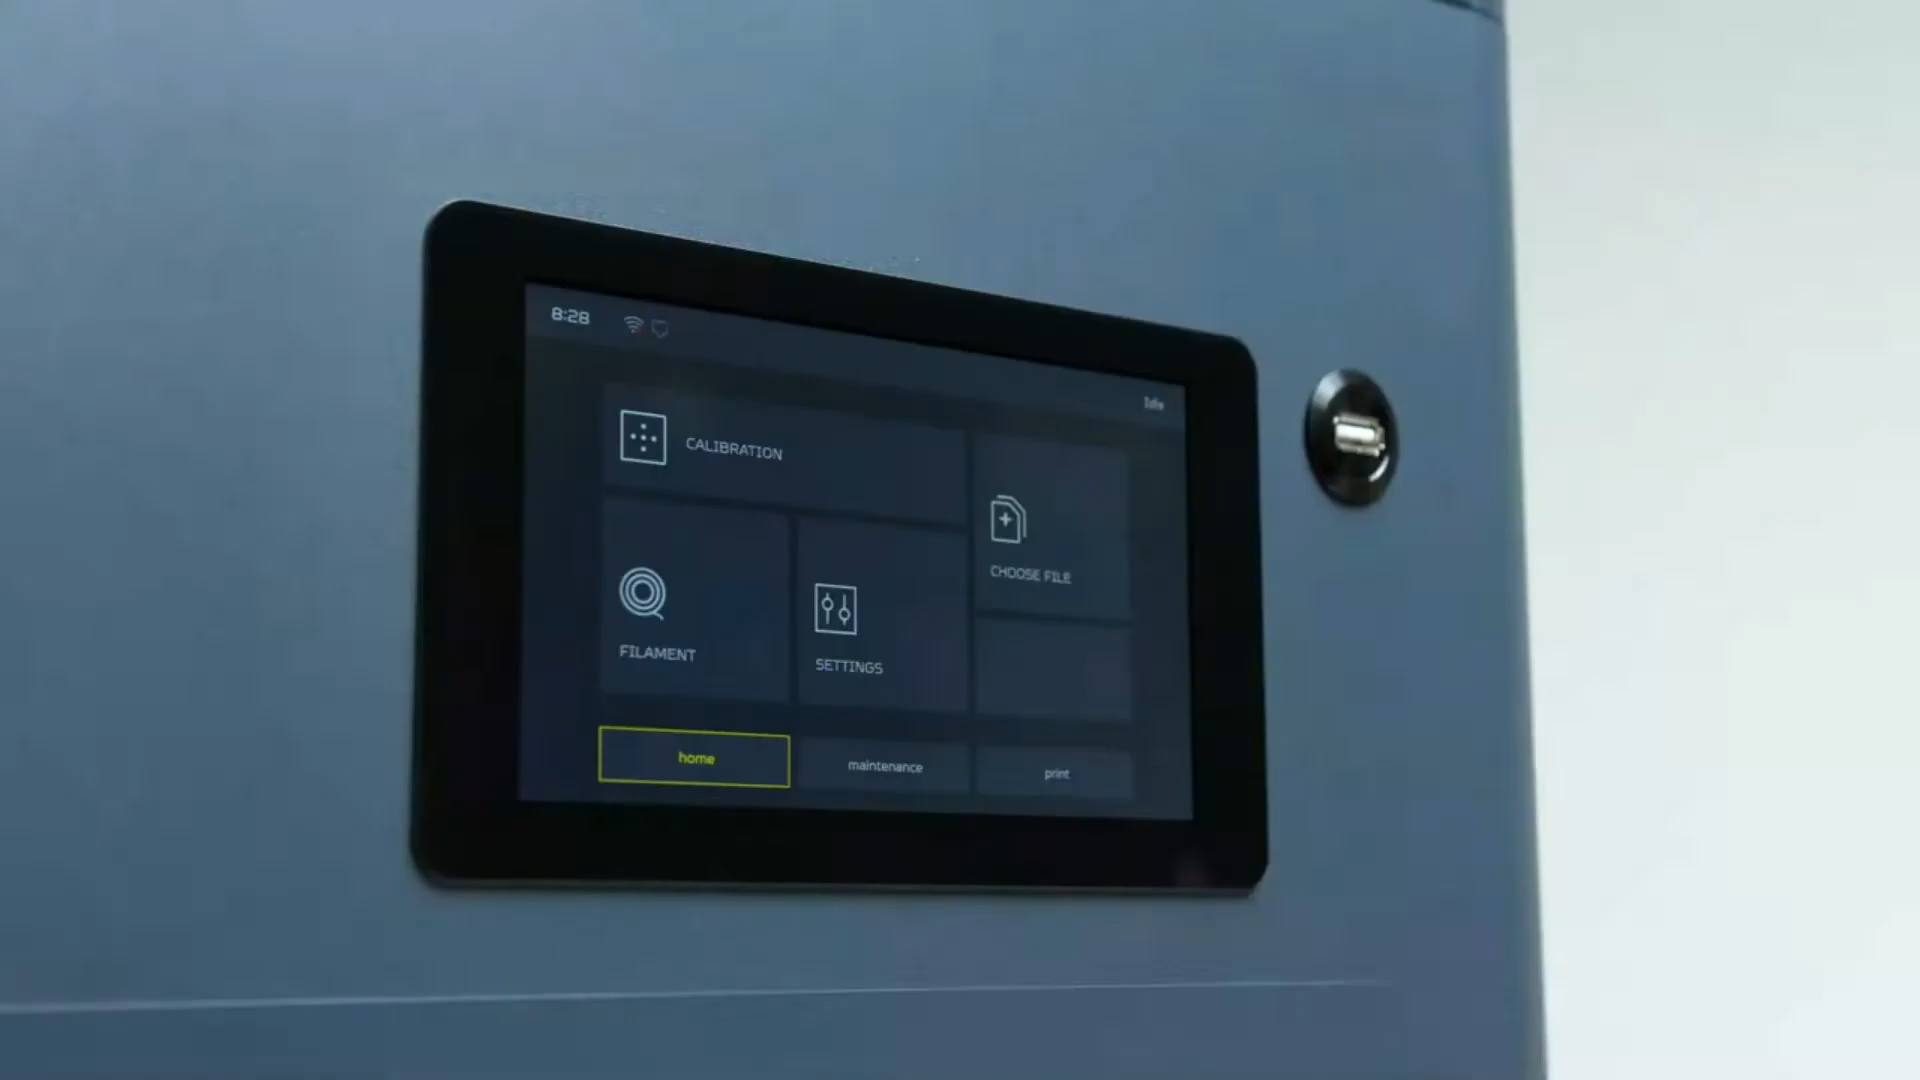 8:28
Idle
CALIBRATION
CHOOSE FILE
FILAMENT
SETTINGS
home
maintenance
print